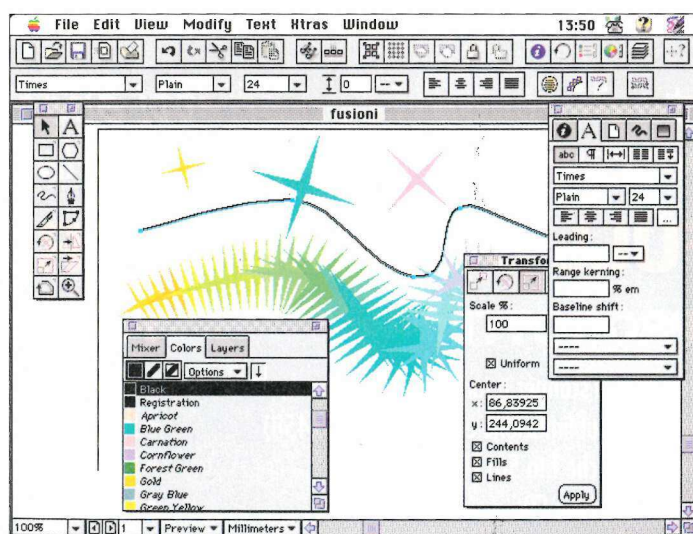 File Edit View Modify Text Xtras Window 13:50
Times Plain 24 0 --
fusioni
A
abc ¶
Times
Plain 24
...
Leading:
--
Range kerning:
% em
Baseline shift:
----
----
Transfor
Scale %:
100
Uniform
Center:
x: 86,83925
y: 244,0942
Contents
Fills
Lines
Apply
Mixer Colors Layers
Options
Black
Registration
Apricot
Blue Green
Carnation
Cornflower
Forest Green
Gold
Gray Blue
Green Yellow
100% 1 Preview Millimeters